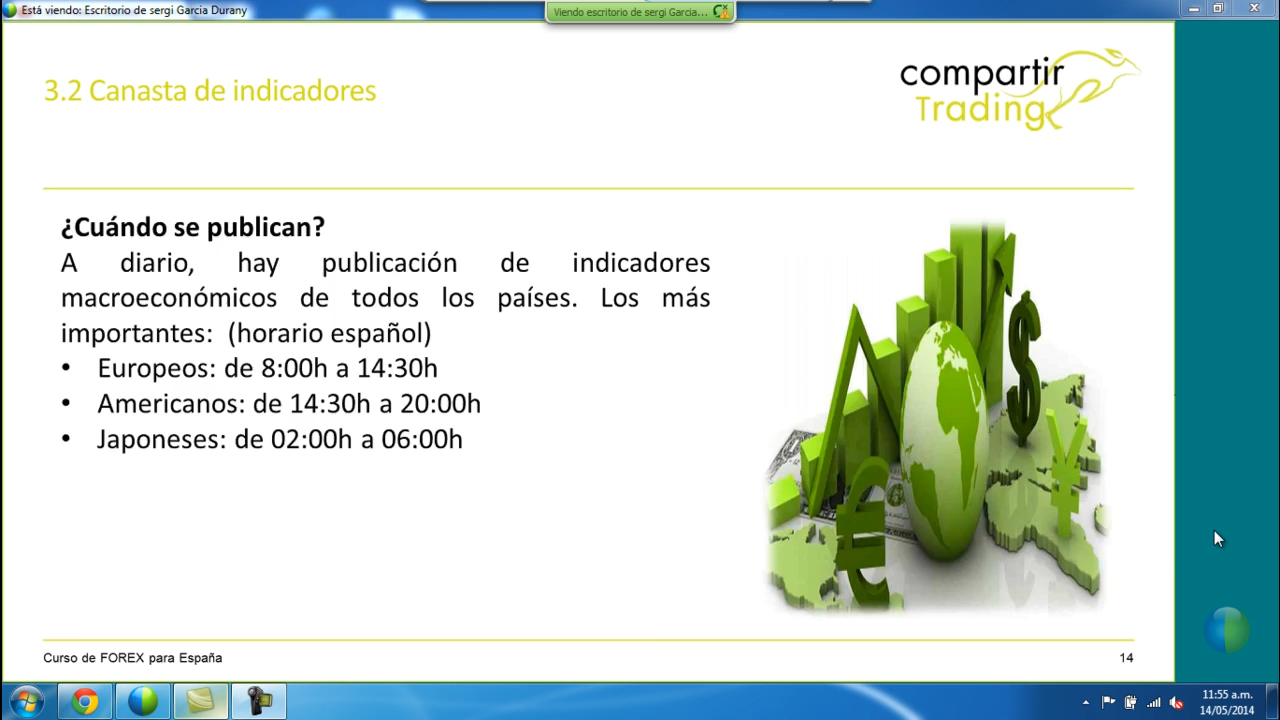 Está viendo: Escritorio de sergi Garcia Durany
Viendo escritorio de sergi Garcia...
3.2 Canasta de indicadores
compartir
Trading
¿Cuándo se publican?
A diario, hay publicación de indicadores
macroeconómicos de todos los países. Los más
importantes: (horario español)
• Europeos: de 8:00h a 14:30h
• Americanos: de 14:30h a 20:00h
• Japoneses: de 02:00h a 06:00h
Curso de FOREX para España
14
11:55 a.m.
14/05/2014